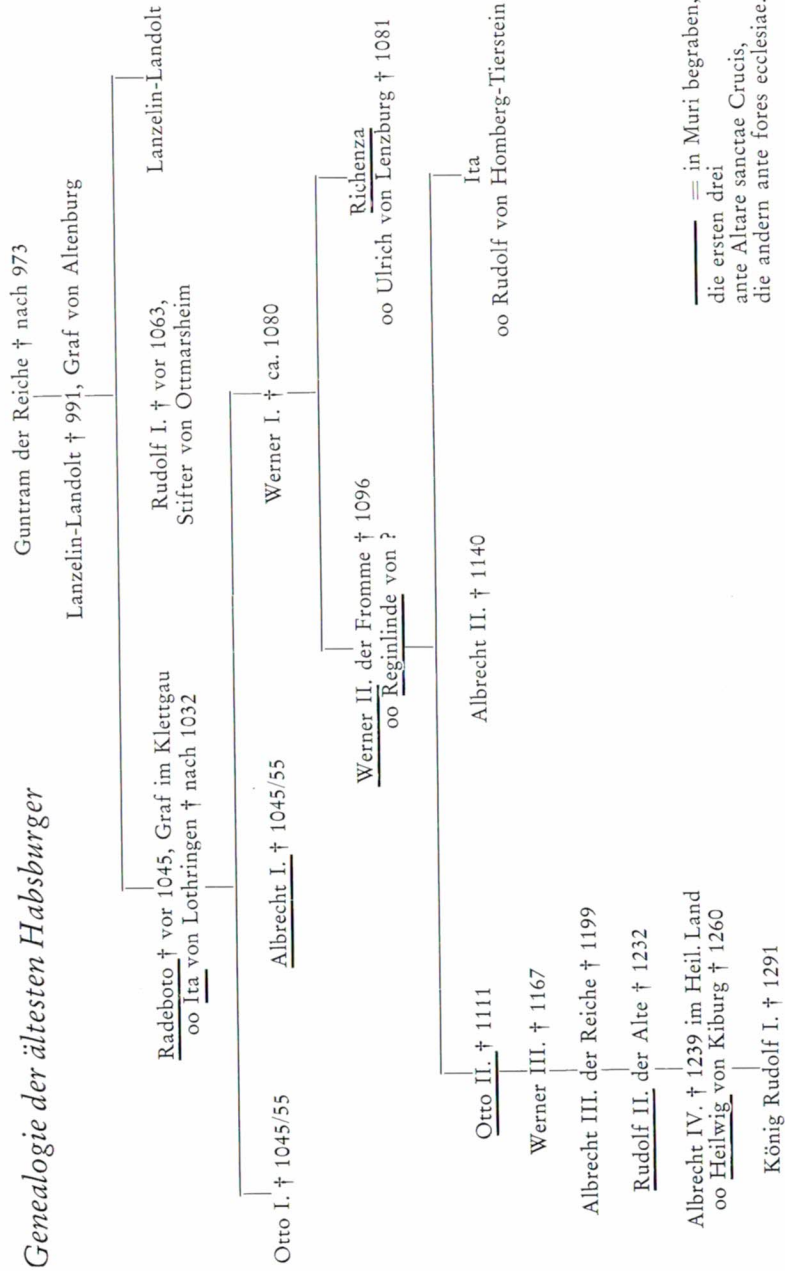 Genealogie der ältesten Habsburger
Guntram der Reiche † nach 973
Lanzelin-Landolt † 991, Graf von Altenburg
Radeboto † vor 1045, Graf im Klettgau
oo Ita von Lothringen † nach 1032
Rudolf I. † vor 1063,
Stifter von Ottmarsheim
Lanzelin-Landolt
Otto I. † 1045/55
Albrecht I. † 1045/55
Werner I. † ca. 1080
Werner II. der Fromme † 1096
oo Reginlinde von ?
Richenza
oo Ulrich von Lenzburg † 1081
Otto II. † 1111
Albrecht II. † 1140
Ita
oo Rudolf von Homberg-Tierstein
Werner III. † 1167
Albrecht III. der Reiche † 1199
Rudolf II. der Alte † 1232
Albrecht IV. † 1239 im Heil. Land
oo Heilwig von Kiburg † 1260
König Rudolf I. † 1291
= in Muri begraben,
die ersten drei
ante Altare sanctae Crucis,
die andern ante fores ecclesiae.